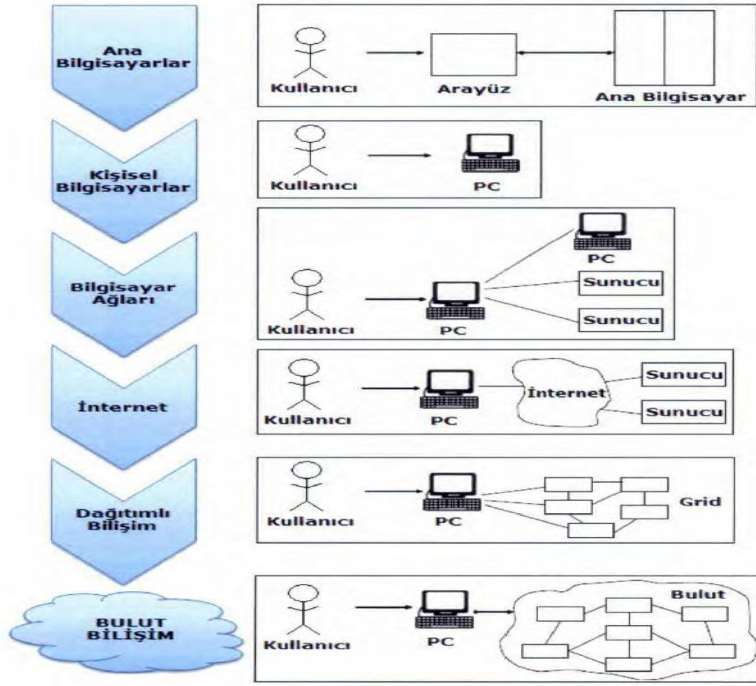 Ana
Bilgisayarlar
Kullanıcı
Arayüz
Ana Bilgisayar
Kişisel
Bilgisayarlar
Kullanıcı
PC
Bilgisayar
Ağları
Kullanıcı
PC
PC
Sunucu
Sunucu
İnternet
Kullanıcı
PC
İnternet
Sunucu
Sunucu
Dağıtımlı
Bilişim
Kullanıcı
PC
Grid
BULUT
BİLİŞİM
Kullanıcı
PC
Bulut